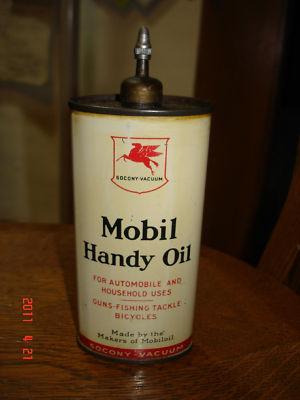 SOCONY-VACUUM
Mobil
Handy Oil
FOR AUTOMOBILE AND
HOUSEHOLD USES
GUNS-FISHING TACKLE
BICYCLES
Made by the
Makers of Mobiloil
SOCONY-VACUUM
2011 4 21